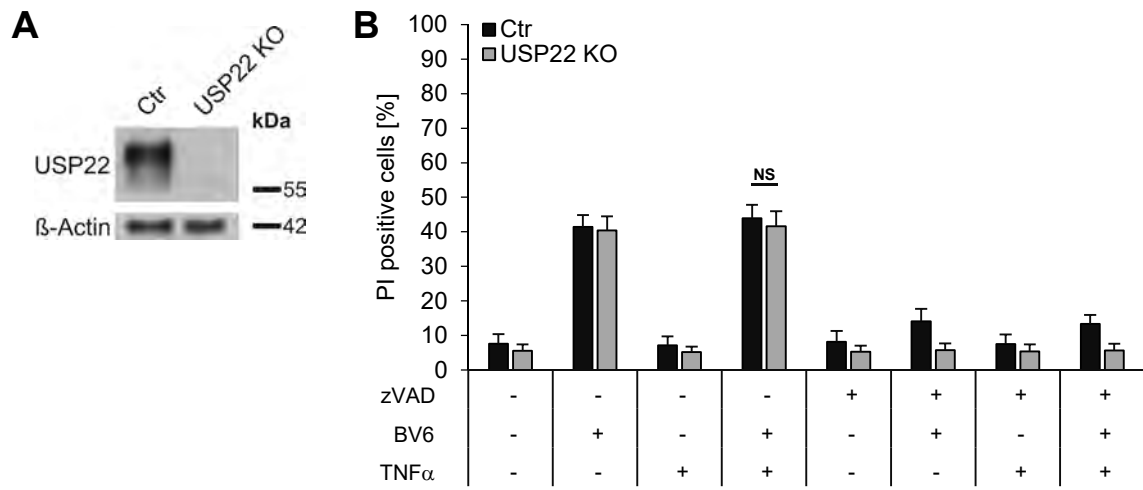 A
Ctr
USP22 KO
kDa
USP22
55
ß-Actin
42
B
PI positive cells [%]
100
90
80
70
60
50
40
30
20
10
0
Ctr
USP22 KO
NS
zVAD - - - - + + + +
BV6 - + - + - + - +
TNFα - - + + - - + +